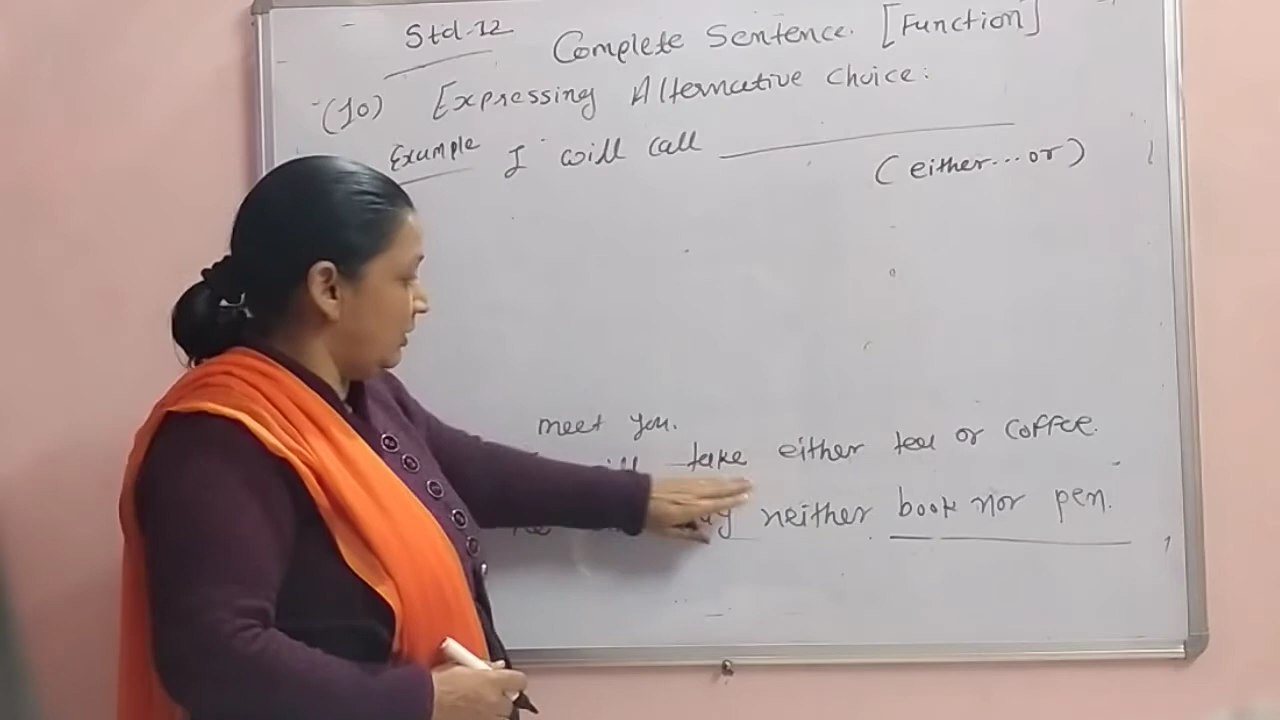 Std-12 Complete Sentence. [Function]
(10) Expressing Alternative Choice:
Example I will call ____________
(either...or)
meet you.
take either tea or coffee.
neither book nor pen.